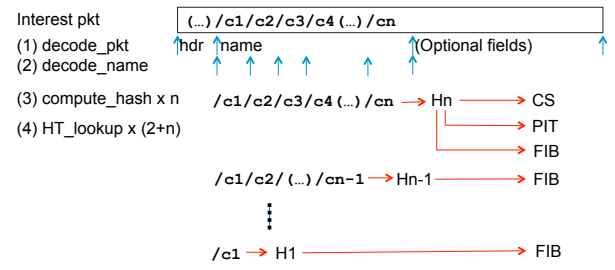 Interest pkt (…)/c1/c2/c3/c4(…)/cn
(1) decode_pkt hdr name (Optional fields)
(2) decode_name
(3) compute_hash x n /c1/c2/c3/c4(…)/cn Hn CS
(4) HT_lookup x (2+n) PIT
FIB
/c1/c2/(…)/cn-1 Hn-1 FIB
/c1 H1 FIB